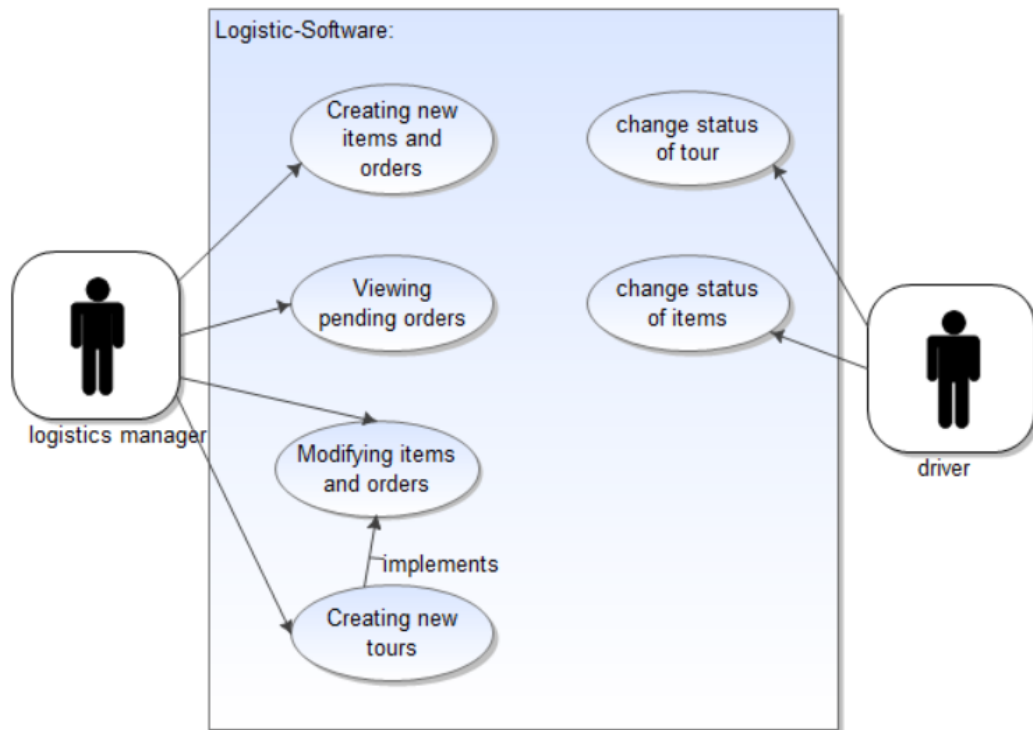 Logistic-Software:
Creating new
items and
orders
change status
of tour
Viewing
pending orders
change status
of items
logistics manager
Modifying items
and orders
driver
implements
Creating new
tours